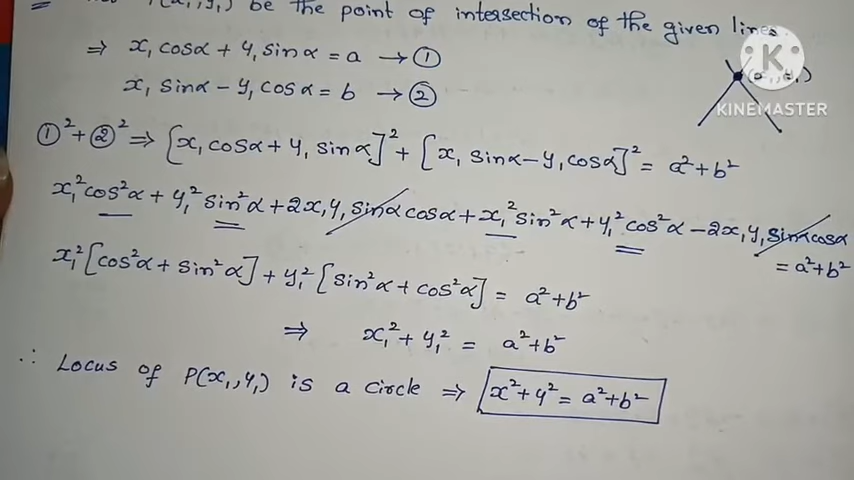 P(x₁, y₁) be the point of intersection of the given lines
⇒ x₁ cosα + y₁ sinα = a → ①
x₁ sinα − y₁ cosα = b → ②
①² + ②² ⇒ [x₁ cosα + y₁ sinα]² + [x₁ sinα − y₁ cosα]² = a² + b²
x₁² cos²α + y₁² sin²α + 2x₁y₁ sinα cosα + x₁² sin²α + y₁² cos²α − 2x₁y₁ sinα cosα
= a² + b²
x₁² [cos²α + sin²α] + y₁² [sin²α + cos²α] = a² + b²
⇒ x₁² + y₁² = a² + b²
∴ Locus of P(x₁, y₁) is a circle ⇒ x² + y² = a² + b²
K
KINEMASTER